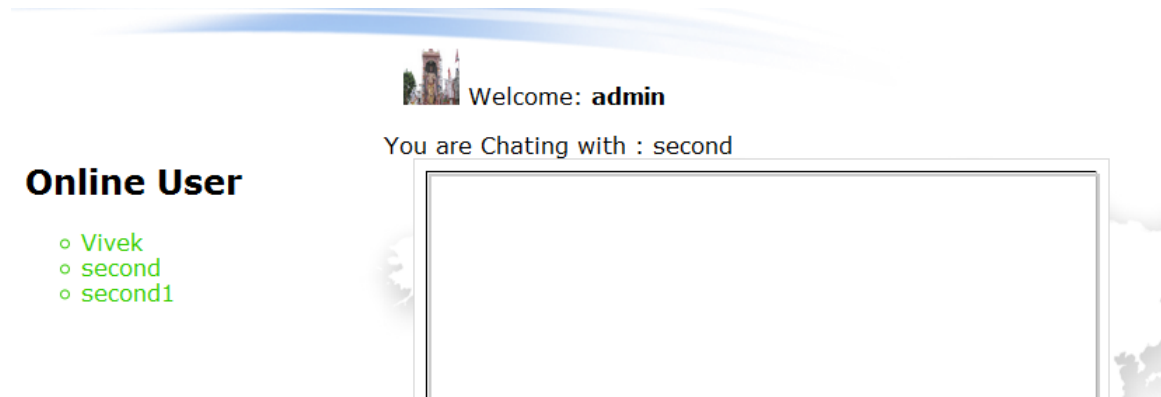 Welcome: admin
You are Chating with : second
Online User
Vivek
second
second1